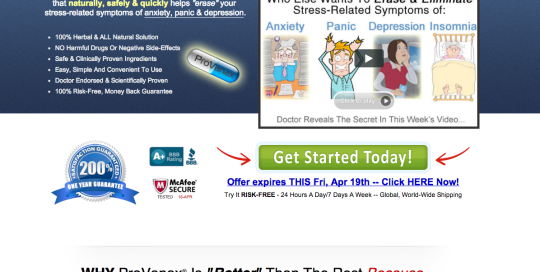 that naturally, safely & quickly helps "erase" your
stress-related symptoms of anxiety, panic & depression.
100% Herbal & ALL Natural Solution
NO Harmful Drugs Or Negative Side-Effects
Safe & Clinically Proven Ingredients
Easy, Simple And Convenient To Use
Doctor Endorsed & Scientifically Proven
100% Risk-Free, Money Back Guarantee
Who Else Wants To Erase & Eliminate
Stress-Related Symptoms of:
Anxiety Panic Depression Insomnia
Click to play
Doctor Reveals The Secret In This Week's Video...
SATISFACTION GUARANTEED
200%
ONE YEAR GUARANTEE
A+ BBB Rating BBB
McAfee SECURE
TESTED 18-APR
Get Started Today!
Offer expires THIS Fri, Apr 19th -- Click HERE Now!
Try It RISK-FREE - 24 Hours A Day/7 Days A Week -- Global, World-Wide Shipping
WHY ProVanax® Is "Better" Than The Rest Because